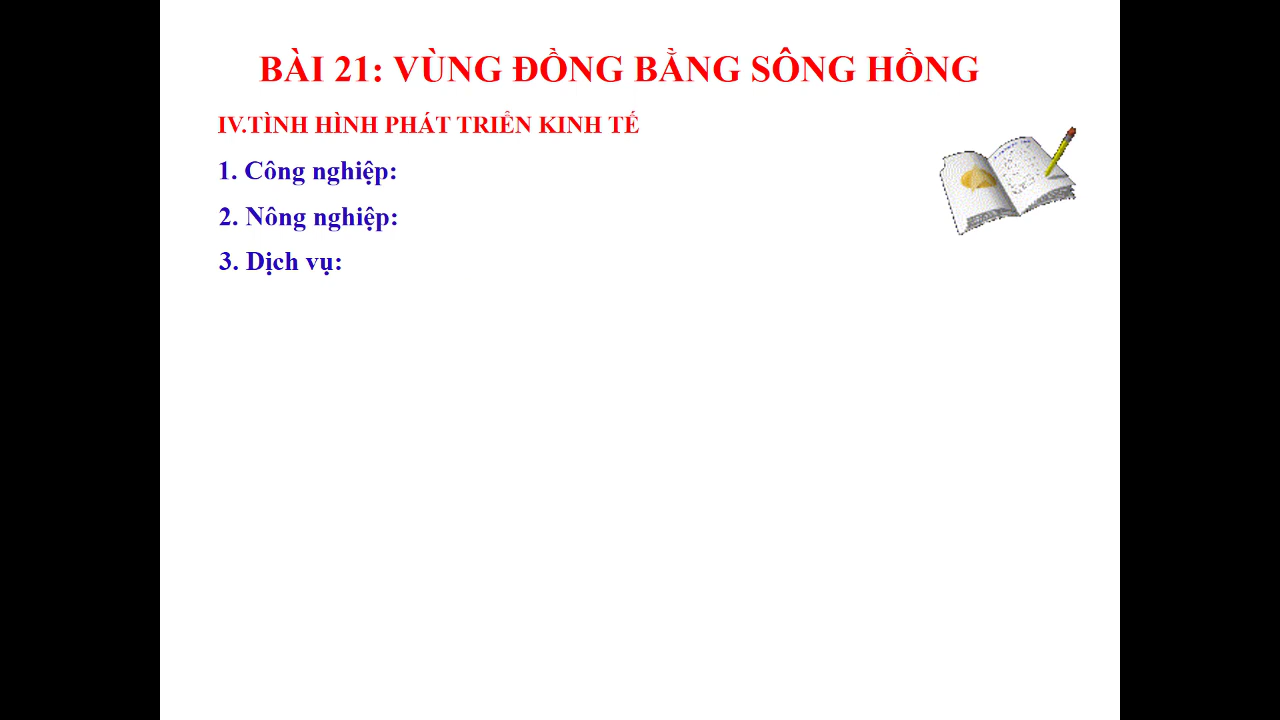 BÀI 21: VÙNG ĐỒNG BẰNG SÔNG HỒNG
IV.TÌNH HÌNH PHÁT TRIỂN KINH TẾ
1. Công nghiệp:
2. Nông nghiệp:
3. Dịch vụ: